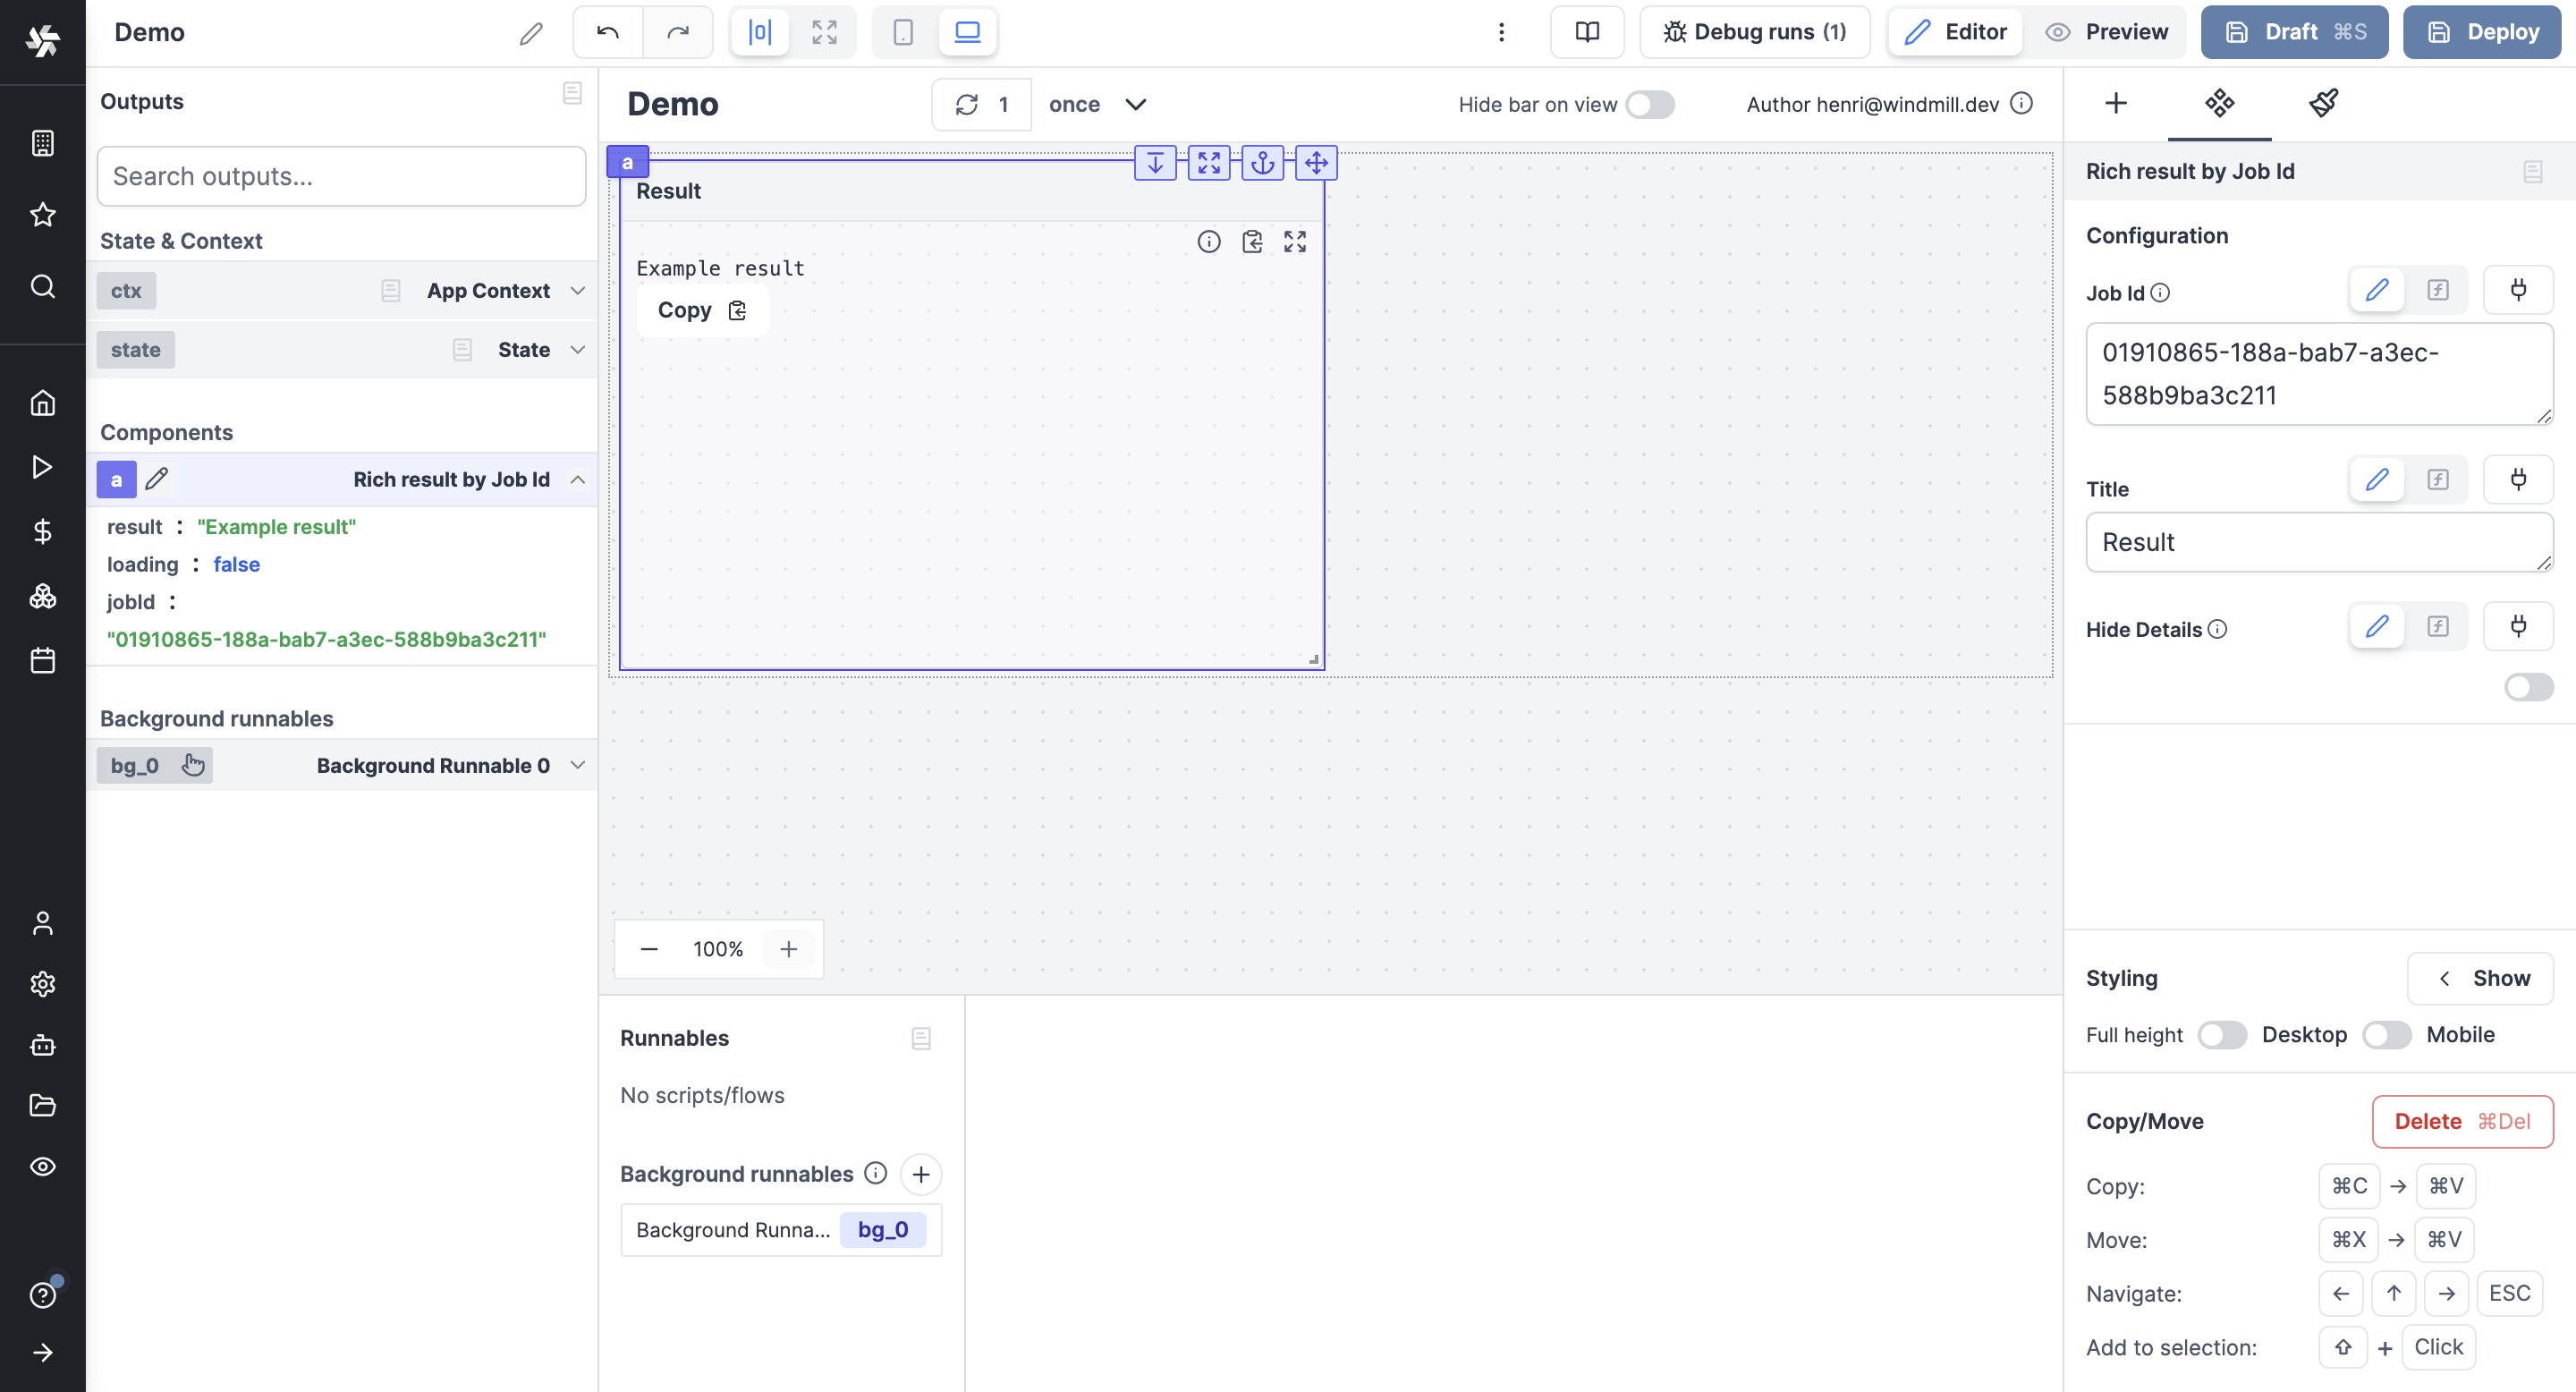 Demo
Debug runs (1)
Editor
Preview
Draft ⌘S
Deploy
Outputs
Search outputs...
State & Context
ctx
App Context
state
State
Components
a
Rich result by Job Id
result : "Example result"
loading : false
jobId :
"01910865-188a-bab7-a3ec-588b9ba3c211"
Background runnables
bg_0
Background Runnable 0
Demo
1
once
Hide bar on view
Author henri@windmill.dev
a
Result
Example result
Copy
100%
Runnables
No scripts/flows
Background runnables
Background Runna...
bg_0
Rich result by Job Id
Configuration
Job Id
01910865-188a-bab7-a3ec-
588b9ba3c211
Title
Result
Hide Details
Styling
Show
Full height
Desktop
Mobile
Copy/Move
Delete ⌘Del
Copy: ⌘C → ⌘V
Move: ⌘X → ⌘V
Navigate: ← ↑ → ESC
Add to selection: ⇧ + Click